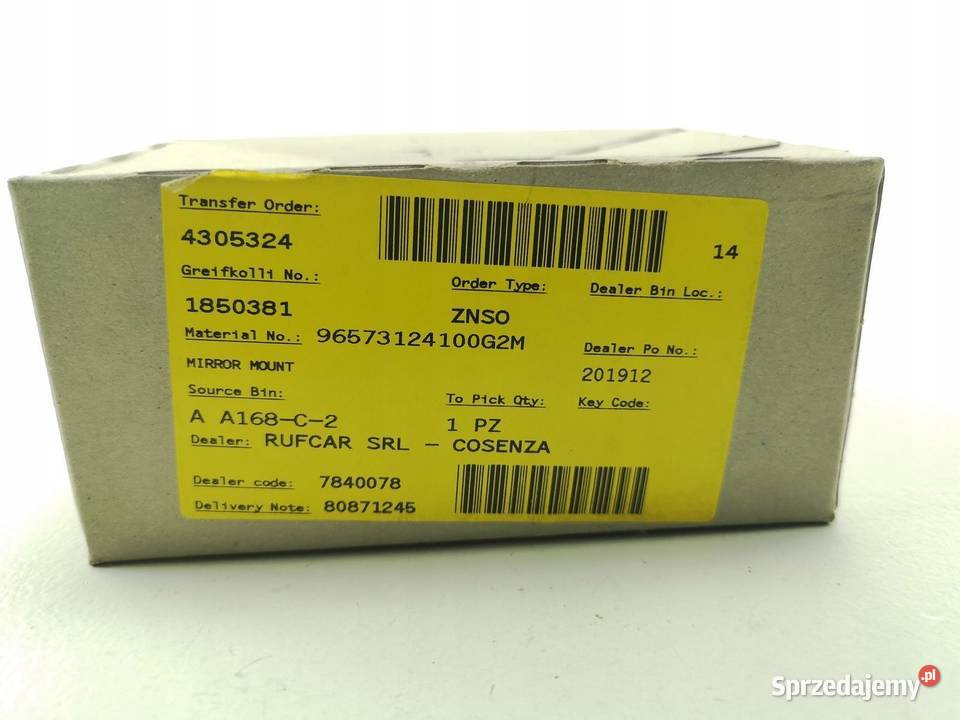 Transfer Order:
4305324
14
Greifkolli No.:
Order Type:
Dealer Bin Loc.:
1850381
ZNSO
Material No.: 96573124100G2M
Dealer Po No.:
MIRROR MOUNT
201912
Source Bin:
To Pick Qty:
Key Code:
A A168-C-2
1 PZ
Dealer: RUFCAR SRL - COSENZA
Dealer code: 7840078
Delivery Note: 80871245
Sprzedajemy.pl